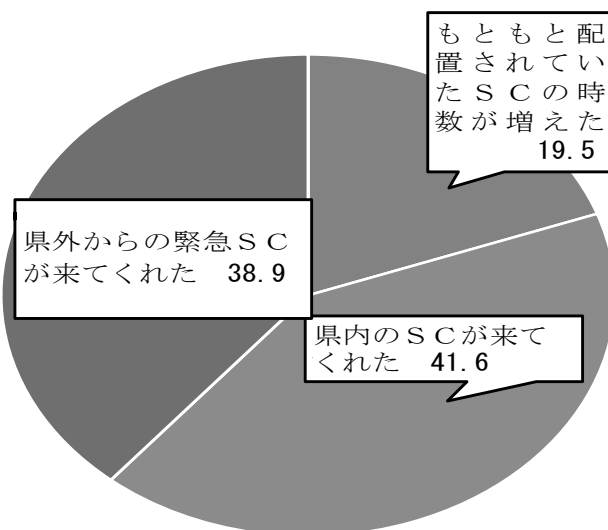 もともと配
置されてい
たＳＣの時
数が増えた
19.5
県外からの緊急ＳＣ
が来てくれた　38.9
県内のＳＣが来て
くれた　41.6